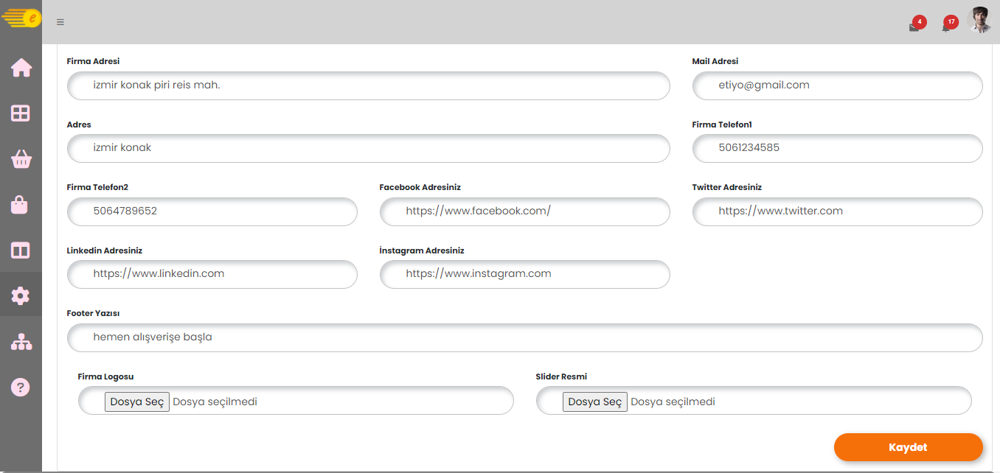 e
4
17
Firma Adresi
Mail Adresi
izmir konak piri reis mah.
etiyo@gmail.com
Adres
Firma Telefon1
izmir konak
5061234585
Firma Telefon2
Facebook Adresiniz
Twitter Adresiniz
5064789652
https://www.facebook.com/
https://www.twitter.com
Linkedin Adresiniz
İnstagram Adresiniz
https://www.linkedin.com
https://www.instagram.com
Footer Yazısı
hemen alışverişe başla
Firma Logosu
Slider Resmi
Dosya Seç Dosya seçilmedi
Dosya Seç Dosya seçilmedi
?
Kaydet